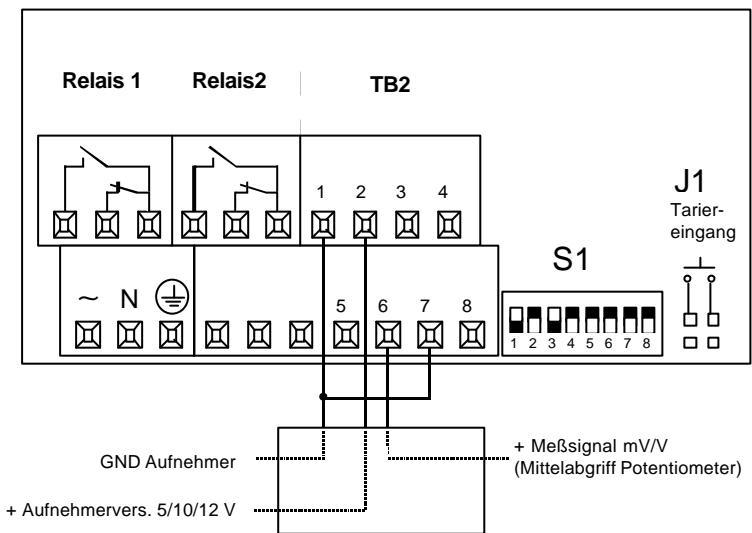 Relais 1 Relais2 TB2
1 2 3 4
J1
Tarier-
eingang
S1
~ N
5 6 7 8
1 2 3 4 5 6 7 8
GND Aufnehmer
+ Meßsignal mV/V
(Mittelabgriff Potentiometer)
+ Aufnehmervers. 5/10/12 V